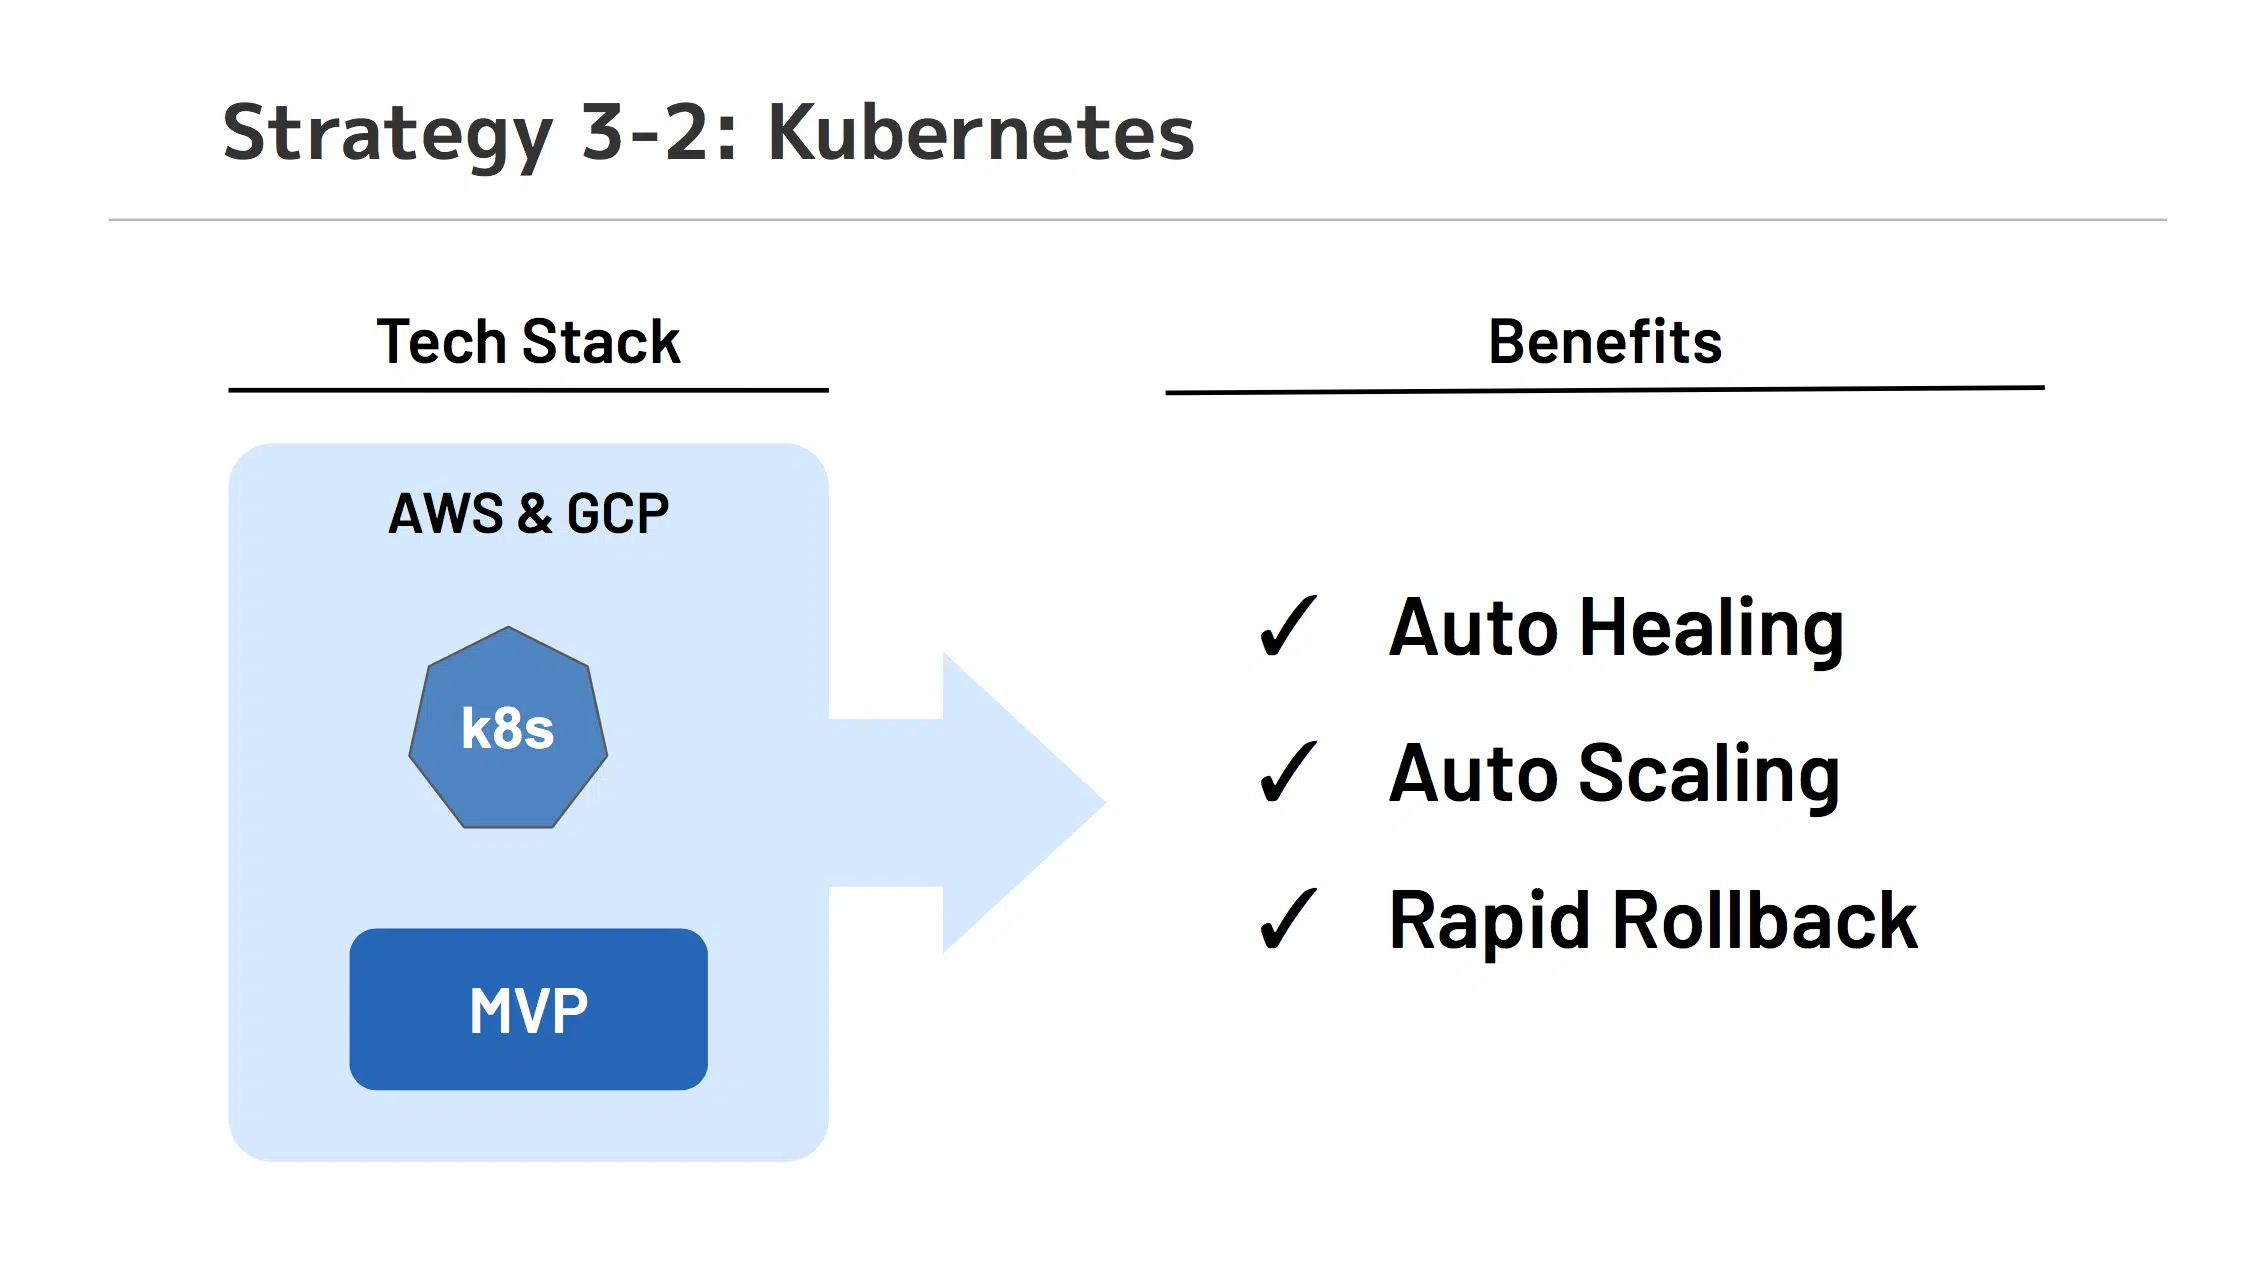 Strategy 3-2: Kubernetes
Tech Stack
AWS & GCP
k8s
MVP
Benefits
✓ Auto Healing
✓ Auto Scaling
✓ Rapid Rollback